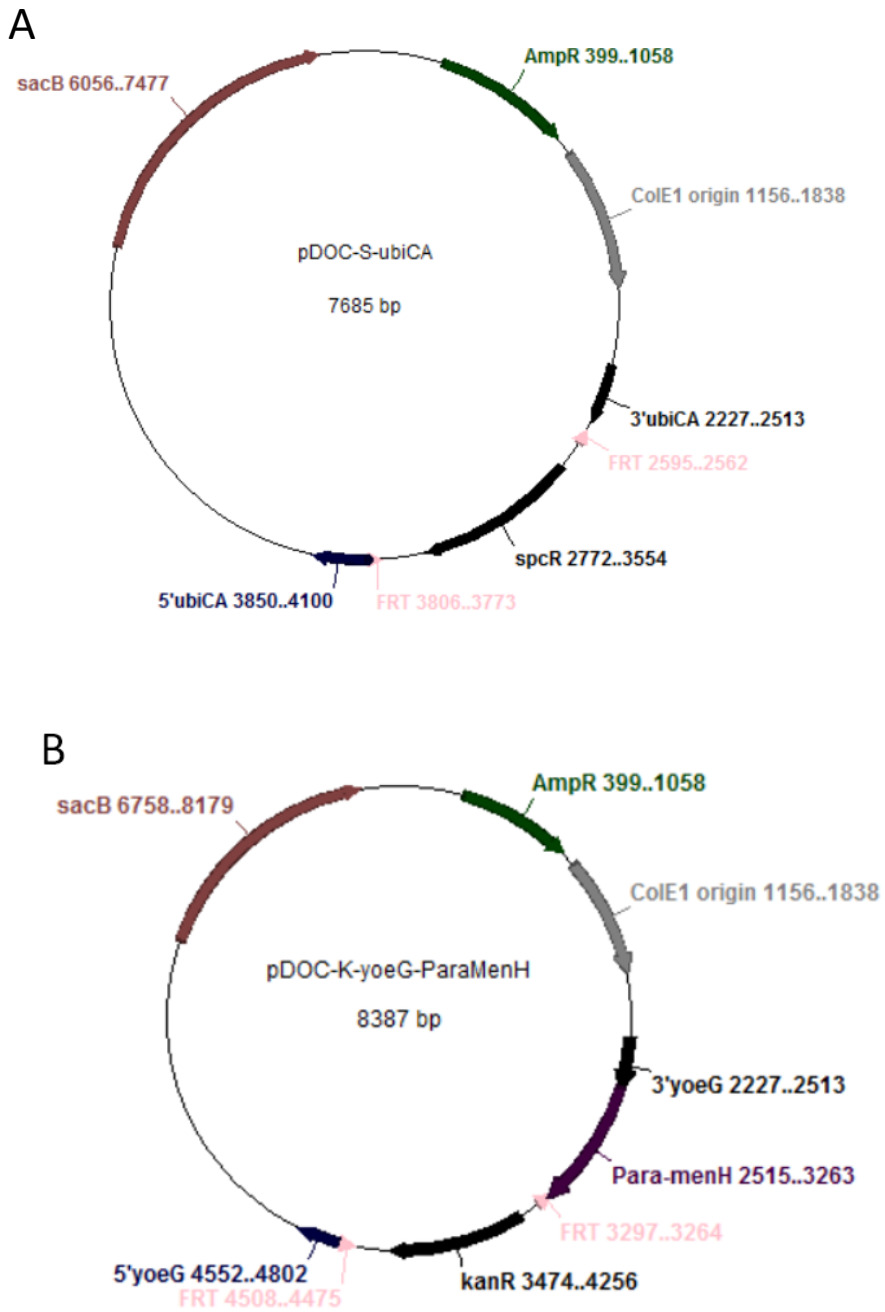 A
AmpR 399..1058
sacB 6056..7477
ColE1 origin 1156..1838
pDOC-S-ubiCA
7685 bp
3'ubiCA 2227..2513
FRT 2595..2562
spcR 2772..3554
5'ubiCA 3850..4100
FRT 3806..3773
B
AmpR 399..1058
sacB 6758..8179
ColE1 origin 1156..1838
pDOC-K-yoeG-ParaMenH
8387 bp
3'yoeG 2227..2513
Para-menH 2515..3263
FRT 3297..3264
5'yoeG 4552..4802
kanR 3474..4256
FRT 4508..4475